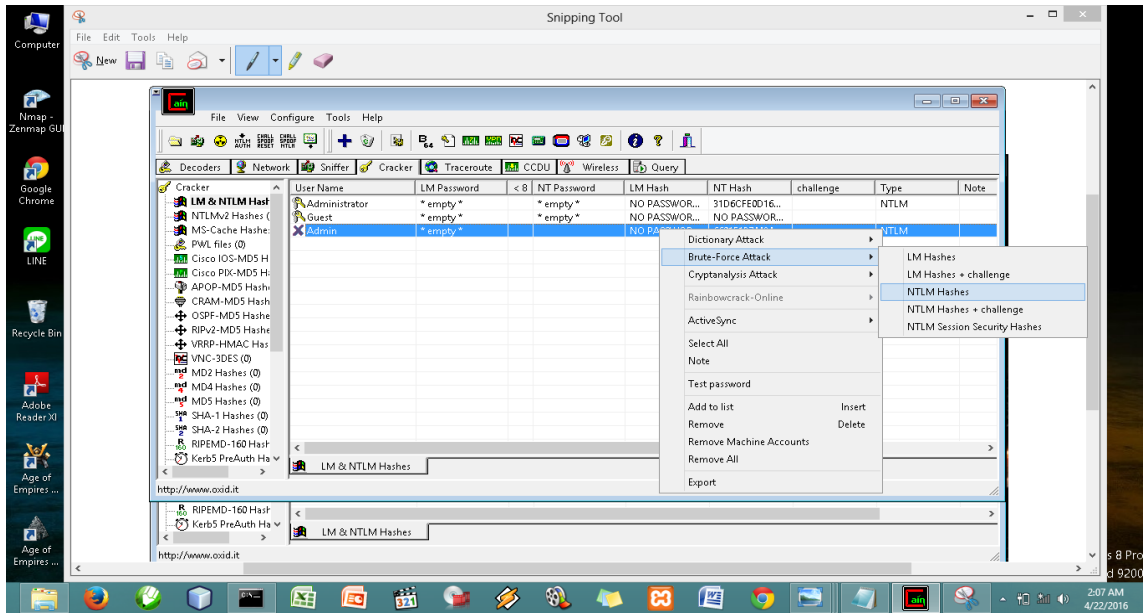 Snipping Tool
File Edit Tools Help
New
Computer
Nmap -
Zenmap GUI
Google
Chrome
LINE
Recycle Bin
Adobe
Reader XI
Age of
Empires ...
Age of
Empires ...
File View Configure Tools Help
Decoders Network Sniffer Cracker Traceroute CCDU Wireless Query
Cracker
LM & NTLM Hash
NTLMv2 Hashes (
MS-Cache Hashe:
PWL files (0)
Cisco IOS-MD5 H
Cisco PIX-MD5 H
APOP-MD5 Hash
CRAM-MD5 Hash
OSPF-MD5 Hashe
RIPv2-MD5 Hashe
VRRP-HMAC Has
VNC-3DES (0)
MD2 Hashes (0)
MD4 Hashes (0)
MD5 Hashes (0)
SHA-1 Hashes (0)
SHA-2 Hashes (0)
RIPEMD-160 Hash
Kerb5 PreAuth Ha
User Name LM Password < 8 NT Password LM Hash NT Hash challenge Type Note
Administrator * empty * * empty * NO PASSWOR... 31D6CFE0D16... NTLM
Guest * empty * * empty * NO PASSWOR... NO PASSWOR...
Admin * empty * NTLM
Dictionary Attack
Brute-Force Attack
Cryptanalysis Attack
Rainbowcrack-Online
ActiveSync
Select All
Note
Test password
Add to list Insert
Remove Delete
Remove Machine Accounts
Remove All
Export
LM Hashes
LM Hashes + challenge
NTLM Hashes
NTLM Hashes + challenge
NTLM Session Security Hashes
LM & NTLM Hashes
http://www.oxid.it
RIPEMD-160 Hash
Kerb5 PreAuth Ha
LM & NTLM Hashes
http://www.oxid.it
s 8 Pro
d 9200
2:07 AM
4/22/2016